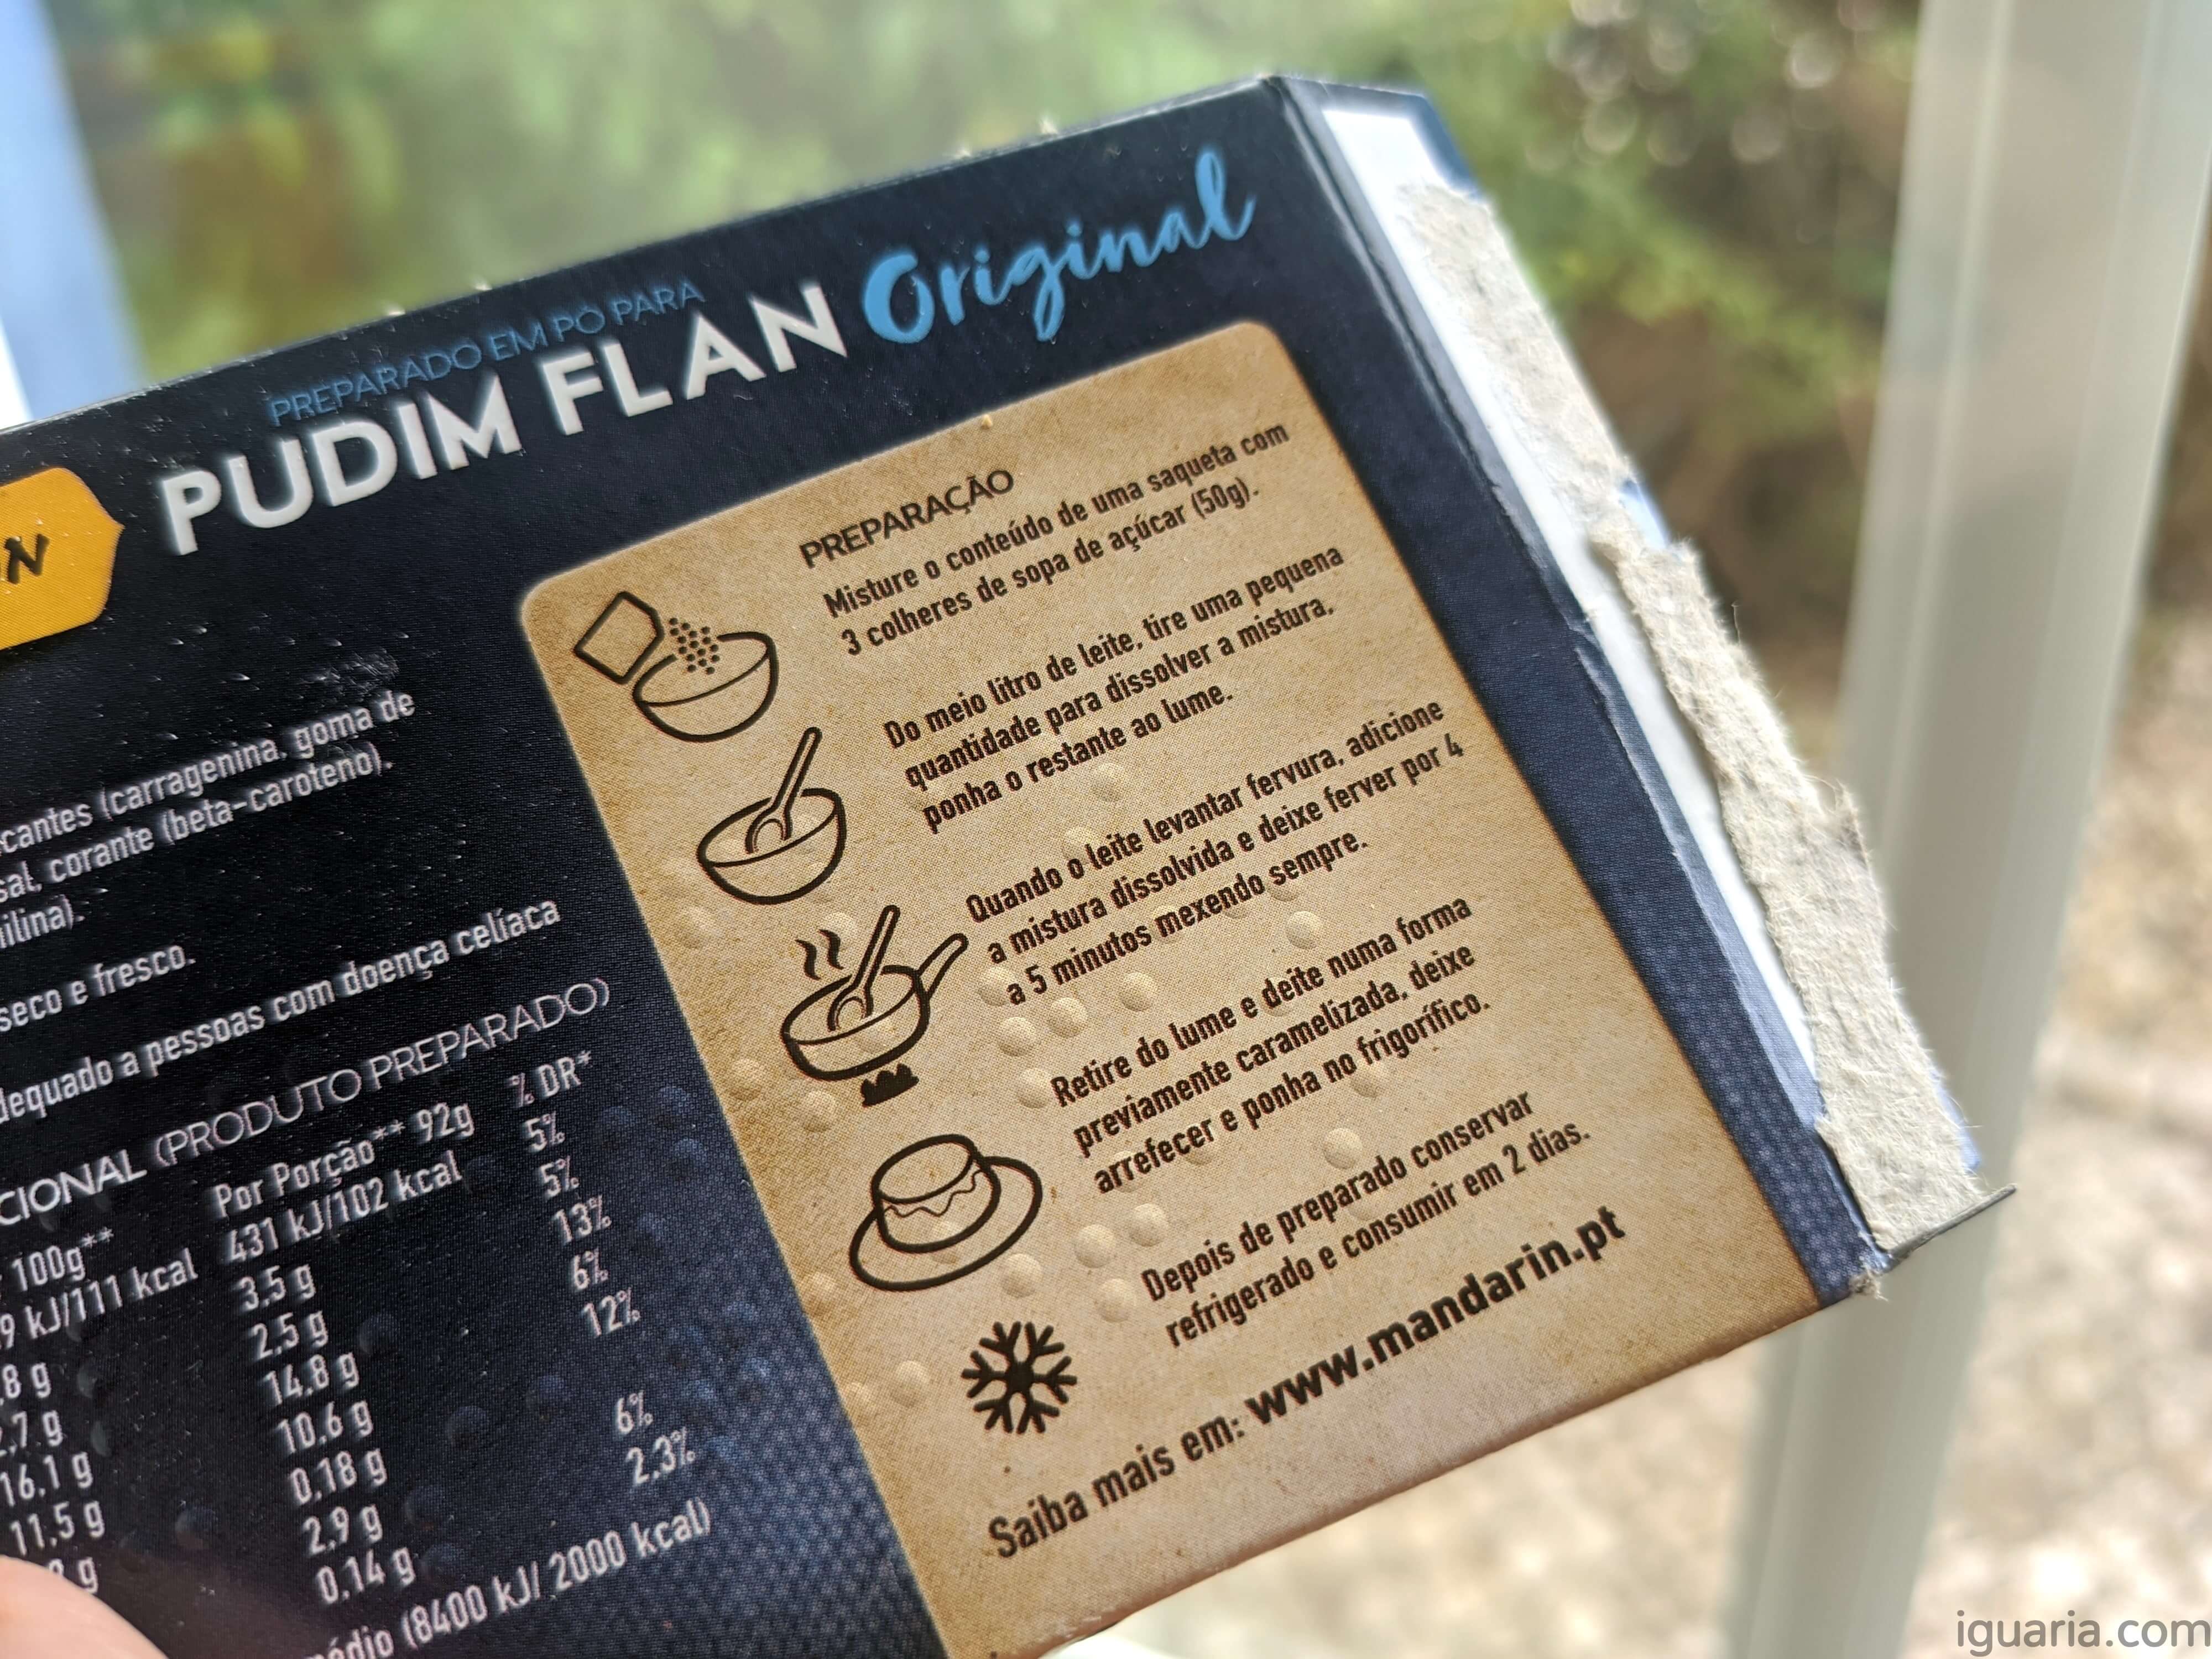 PREPARADO EM PÓ PARA
PUDIM FLAN Original
PREPARAÇÃO
Misture o conteúdo de uma saqueta com
3 colheres de sopa de açúcar (50g).
Do meio litro de leite, tire uma pequena
quantidade para dissolver a mistura,
ponha o restante ao lume.
Quando o leite levantar fervura, adicione
a mistura dissolvida e deixe ferver por 4
a 5 minutos mexendo sempre.
Retire do lume e deite numa forma
previamente caramelizada, deixe
arrefecer e ponha no frigorífico.
Depois de preparado conservar
refrigerado e consumir em 2 dias.
Saiba mais em: www.mandarin.pt
(carragenina, goma de
sal, corante (beta-caroteno),
seco e fresco.
a pessoas com doença celíaca
(PRODUTO PREPARADO)
100g** Por Porção** 92g % DR*
kJ/111 kcal 431 kJ/102 kcal 5%
3,5 g 5%
2,5 g 13%
16,1 g 14,8 g 6%
11,5 g 10,6 g 12%
0,18 g
2,9 g 6%
0,14 g 2,3%
(8400 kJ/ 2000 kcal)
iguaria.com